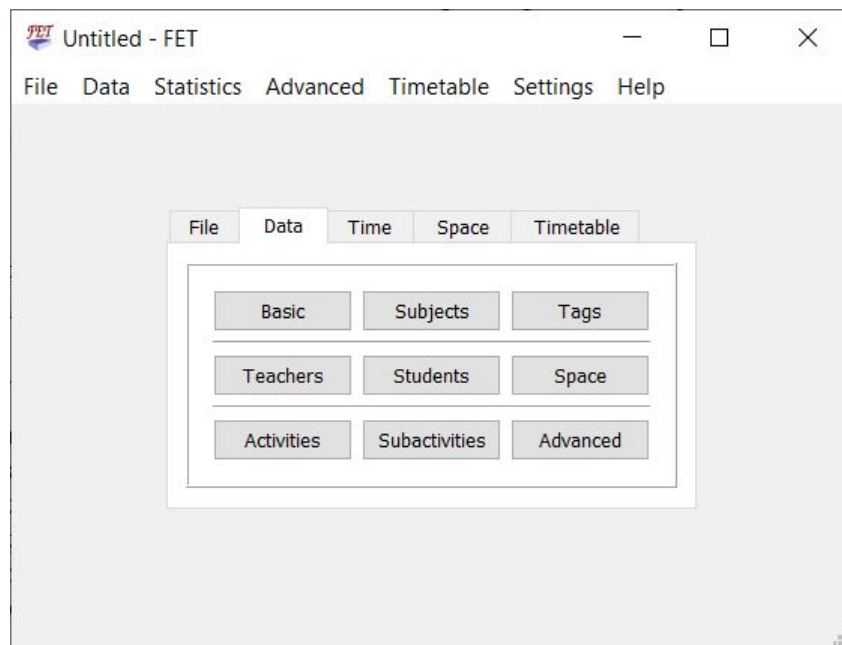 FET Untitled - FET
File Data Statistics Advanced Timetable Settings Help
File Data Time Space Timetable
Basic Subjects Tags
Teachers Students Space
Activities Subactivities Advanced